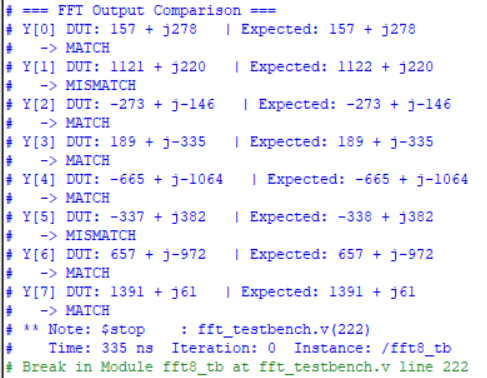 # === FFT Output Comparison ===
# Y[0] DUT: 157 + j278 | Expected: 157 + j278
# -> MATCH
# Y[1] DUT: 1121 + j220 | Expected: 1122 + j220
# -> MISMATCH
# Y[2] DUT: -273 + j-146 | Expected: -273 + j-146
# -> MATCH
# Y[3] DUT: 189 + j-335 | Expected: 189 + j-335
# -> MATCH
# Y[4] DUT: -665 + j-1064 | Expected: -665 + j-1064
# -> MATCH
# Y[5] DUT: -337 + j382 | Expected: -338 + j382
# -> MISMATCH
# Y[6] DUT: 657 + j-972 | Expected: 657 + j-972
# -> MATCH
# Y[7] DUT: 1391 + j61 | Expected: 1391 + j61
# -> MATCH
# ** Note: $stop : fft_testbench.v(222)
# Time: 335 ns Iteration: 0 Instance: /fft8_tb
# Break in Module fft8_tb at fft_testbench.v line 222